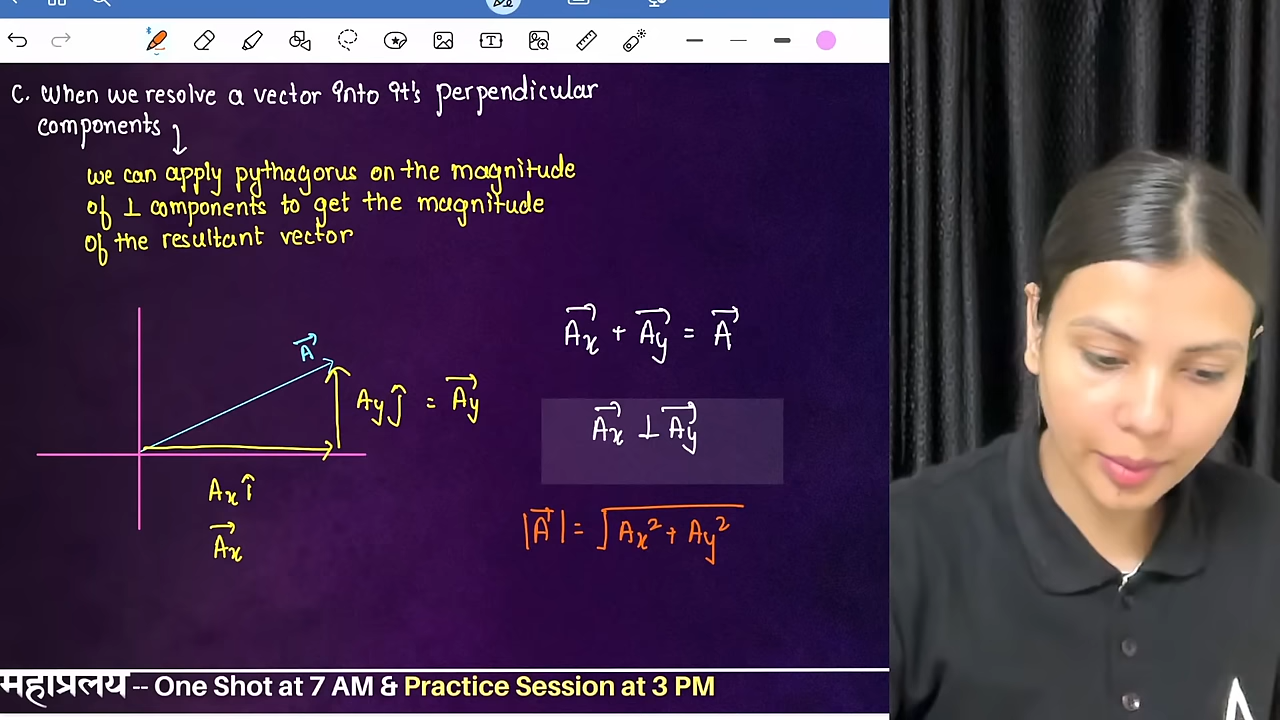 C. When we resolve a vector into it's perpendicular
components
we can apply pythagorus on the magnitude
of ⊥ components to get the magnitude
of the resultant vector
A⃗
Ay ĵ = A⃗y
Ax î
A⃗x
A⃗x + A⃗y = A⃗
A⃗x ⊥ A⃗y
|A⃗| = √(Ax² + Ay²)
महाप्रलय -- One Shot at 7 AM & Practice Session at 3 PM